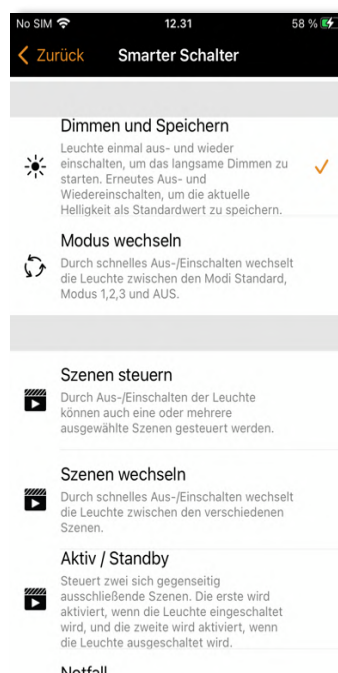 No SIM 12.31 58 %
Zurück Smarter Schalter
Dimmen und Speichern
Leuchte einmal aus- und wieder
einschalten, um das langsame Dimmen zu
starten. Erneutes Aus- und
Wiedereinschalten, um die aktuelle
Helligkeit als Standardwert zu speichern.
Modus wechseln
Durch schnelles Aus-/Einschalten wechselt
die Leuchte zwischen den Modi Standard,
Modus 1,2,3 und AUS.
Szenen steuern
Durch Aus-/Einschalten der Leuchte
können auch eine oder mehrere
ausgewählte Szenen gesteuert werden.
Szenen wechseln
Durch schnelles Aus-/Einschalten wechselt
die Leuchte zwischen den verschiedenen
Szenen.
Aktiv / Standby
Steuert zwei sich gegenseitig
ausschließende Szenen. Die erste wird
aktiviert, wenn die Leuchte eingeschaltet
wird, und die zweite wird aktiviert, wenn
die Leuchte ausgeschaltet wird.
Notfall